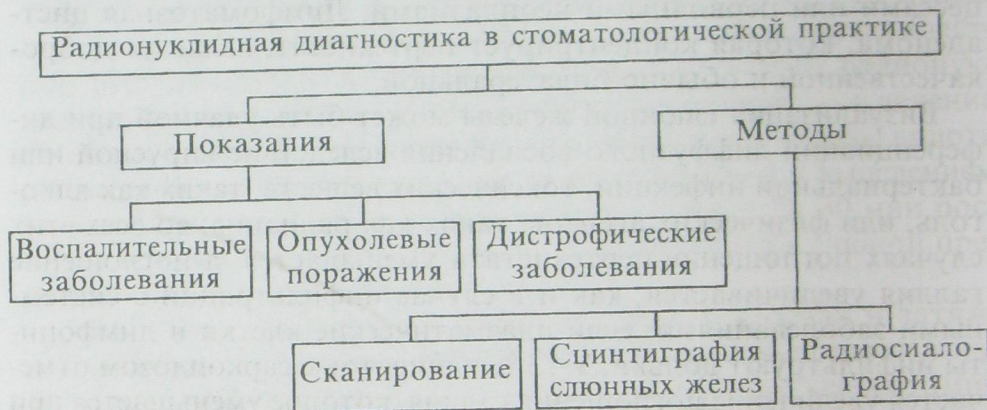 Радионуклидная диагностика в стоматологической практике
Показания
Методы
Воспалительные
заболевания
Опухолевые
поражения
Дистрофические
заболевания
Сканирование
Сцинтиграфия
слюнных желез
Радиосиало-
графия